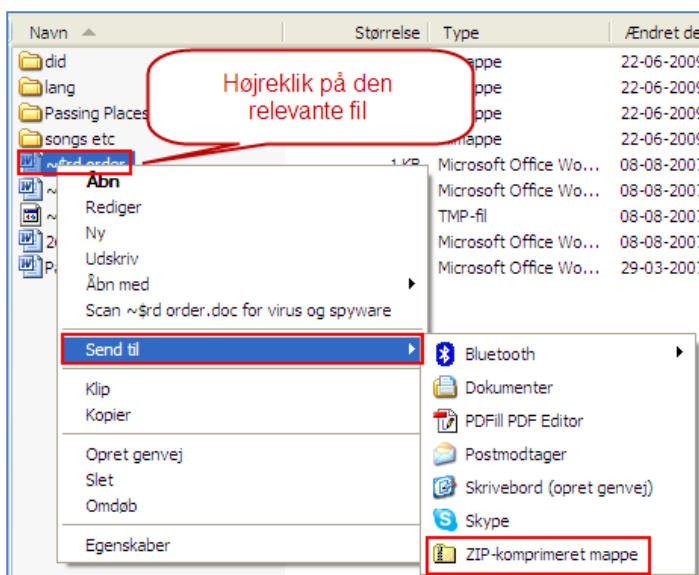 Navn Størrelse Type Ændret de
did 22-06-2009
lang 22-06-2009
Passing Places 22-06-2009
songs etc 22-06-2009
Højreklik på den
relevante fil
~$rd order 1 KB Microsoft Office Wo... 08-08-2007
Microsoft Office Wo... 08-08-2007
TMP-fil 08-08-2007
Microsoft Office Wo... 08-08-2007
Microsoft Office Wo... 29-03-2007
Åbn
Rediger
Ny
Udskriv
Åbn med
Scan ~$rd order.doc for virus og spyware
Send til
Klip
Kopier
Opret genvej
Slet
Omdøb
Egenskaber
Bluetooth
Dokumenter
PDFill PDF Editor
Postmodtager
Skrivebord (opret genvej)
Skype
ZIP-komprimeret mappe